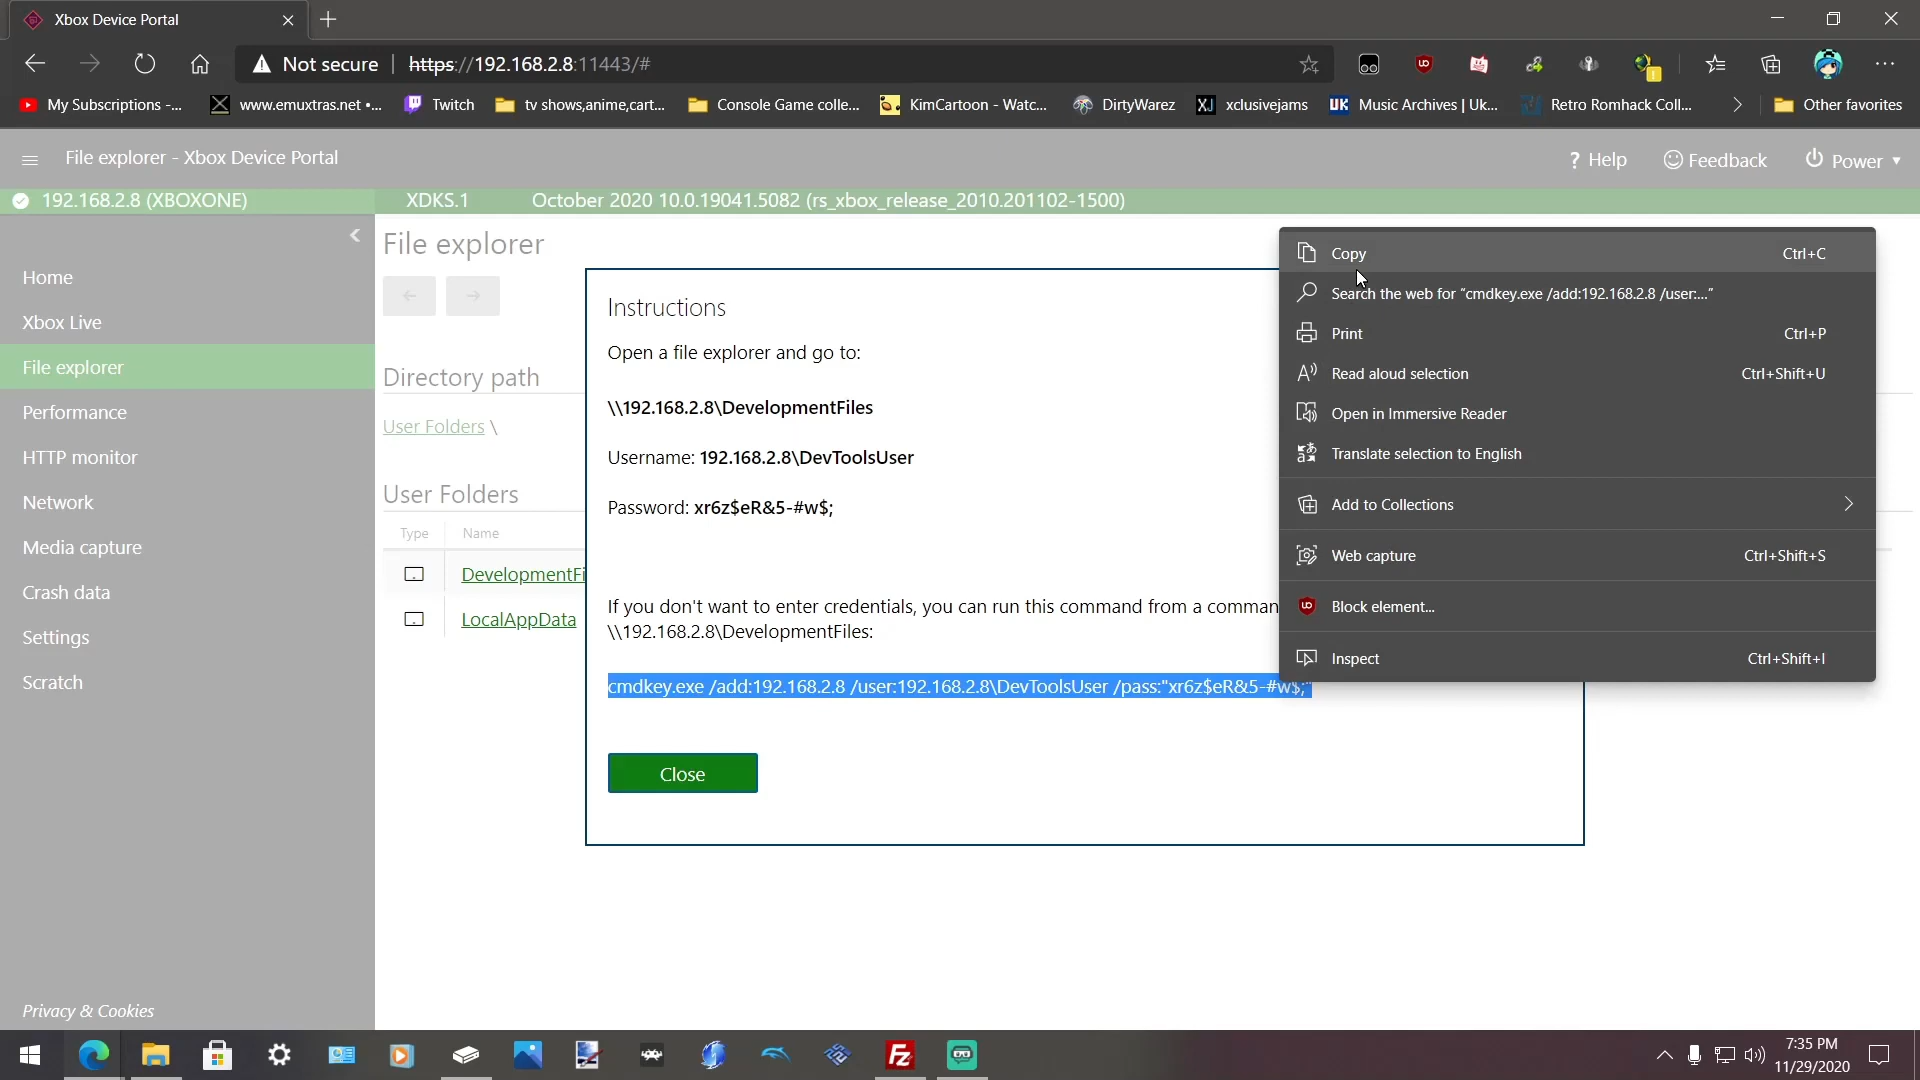 Xbox Device Portal
Not secure
https://192.168.2.8:11443/#
My Subscriptions -...
www.emuxtras.net •...
Twitch
tv shows,anime,cart...
Console Game colle...
KimCartoon - Watc...
DirtyWarez
xclusivejams
Music Archives | Uk...
Retro Romhack Coll...
Other favorites
File explorer - Xbox Device Portal
? Help
Feedback
Power
192.168.2.8 (XBOXONE)
XDKS.1
October 2020 10.0.19041.5082 (rs_xbox_release_2010.201102-1500)
Home
Xbox Live
File explorer
Performance
HTTP monitor
Network
Media capture
Crash data
Settings
Scratch
Privacy & Cookies
File explorer
Directory path
User Folders \
User Folders
Type Name
DevelopmentFi
LocalAppData
Instructions
Open a file explorer and go to:
\\192.168.2.8\DevelopmentFiles
Username: 192.168.2.8\DevToolsUser
Password: xr6z$eR&5-#w$;
If you don't want to enter credentials, you can run this command from a comman
\\192.168.2.8\DevelopmentFiles:
cmdkey.exe /add:192.168.2.8 /user:192.168.2.8\DevToolsUser /pass:"xr6z$eR&5-#w$;"
Close
Copy Ctrl+C
Search the web for “cmdkey.exe /add:192.168.2.8 /user:...”
Print Ctrl+P
Read aloud selection Ctrl+Shift+U
Open in Immersive Reader
Translate selection to English
Add to Collections
Web capture Ctrl+Shift+S
Block element...
Inspect Ctrl+Shift+I
7:35 PM
11/29/2020